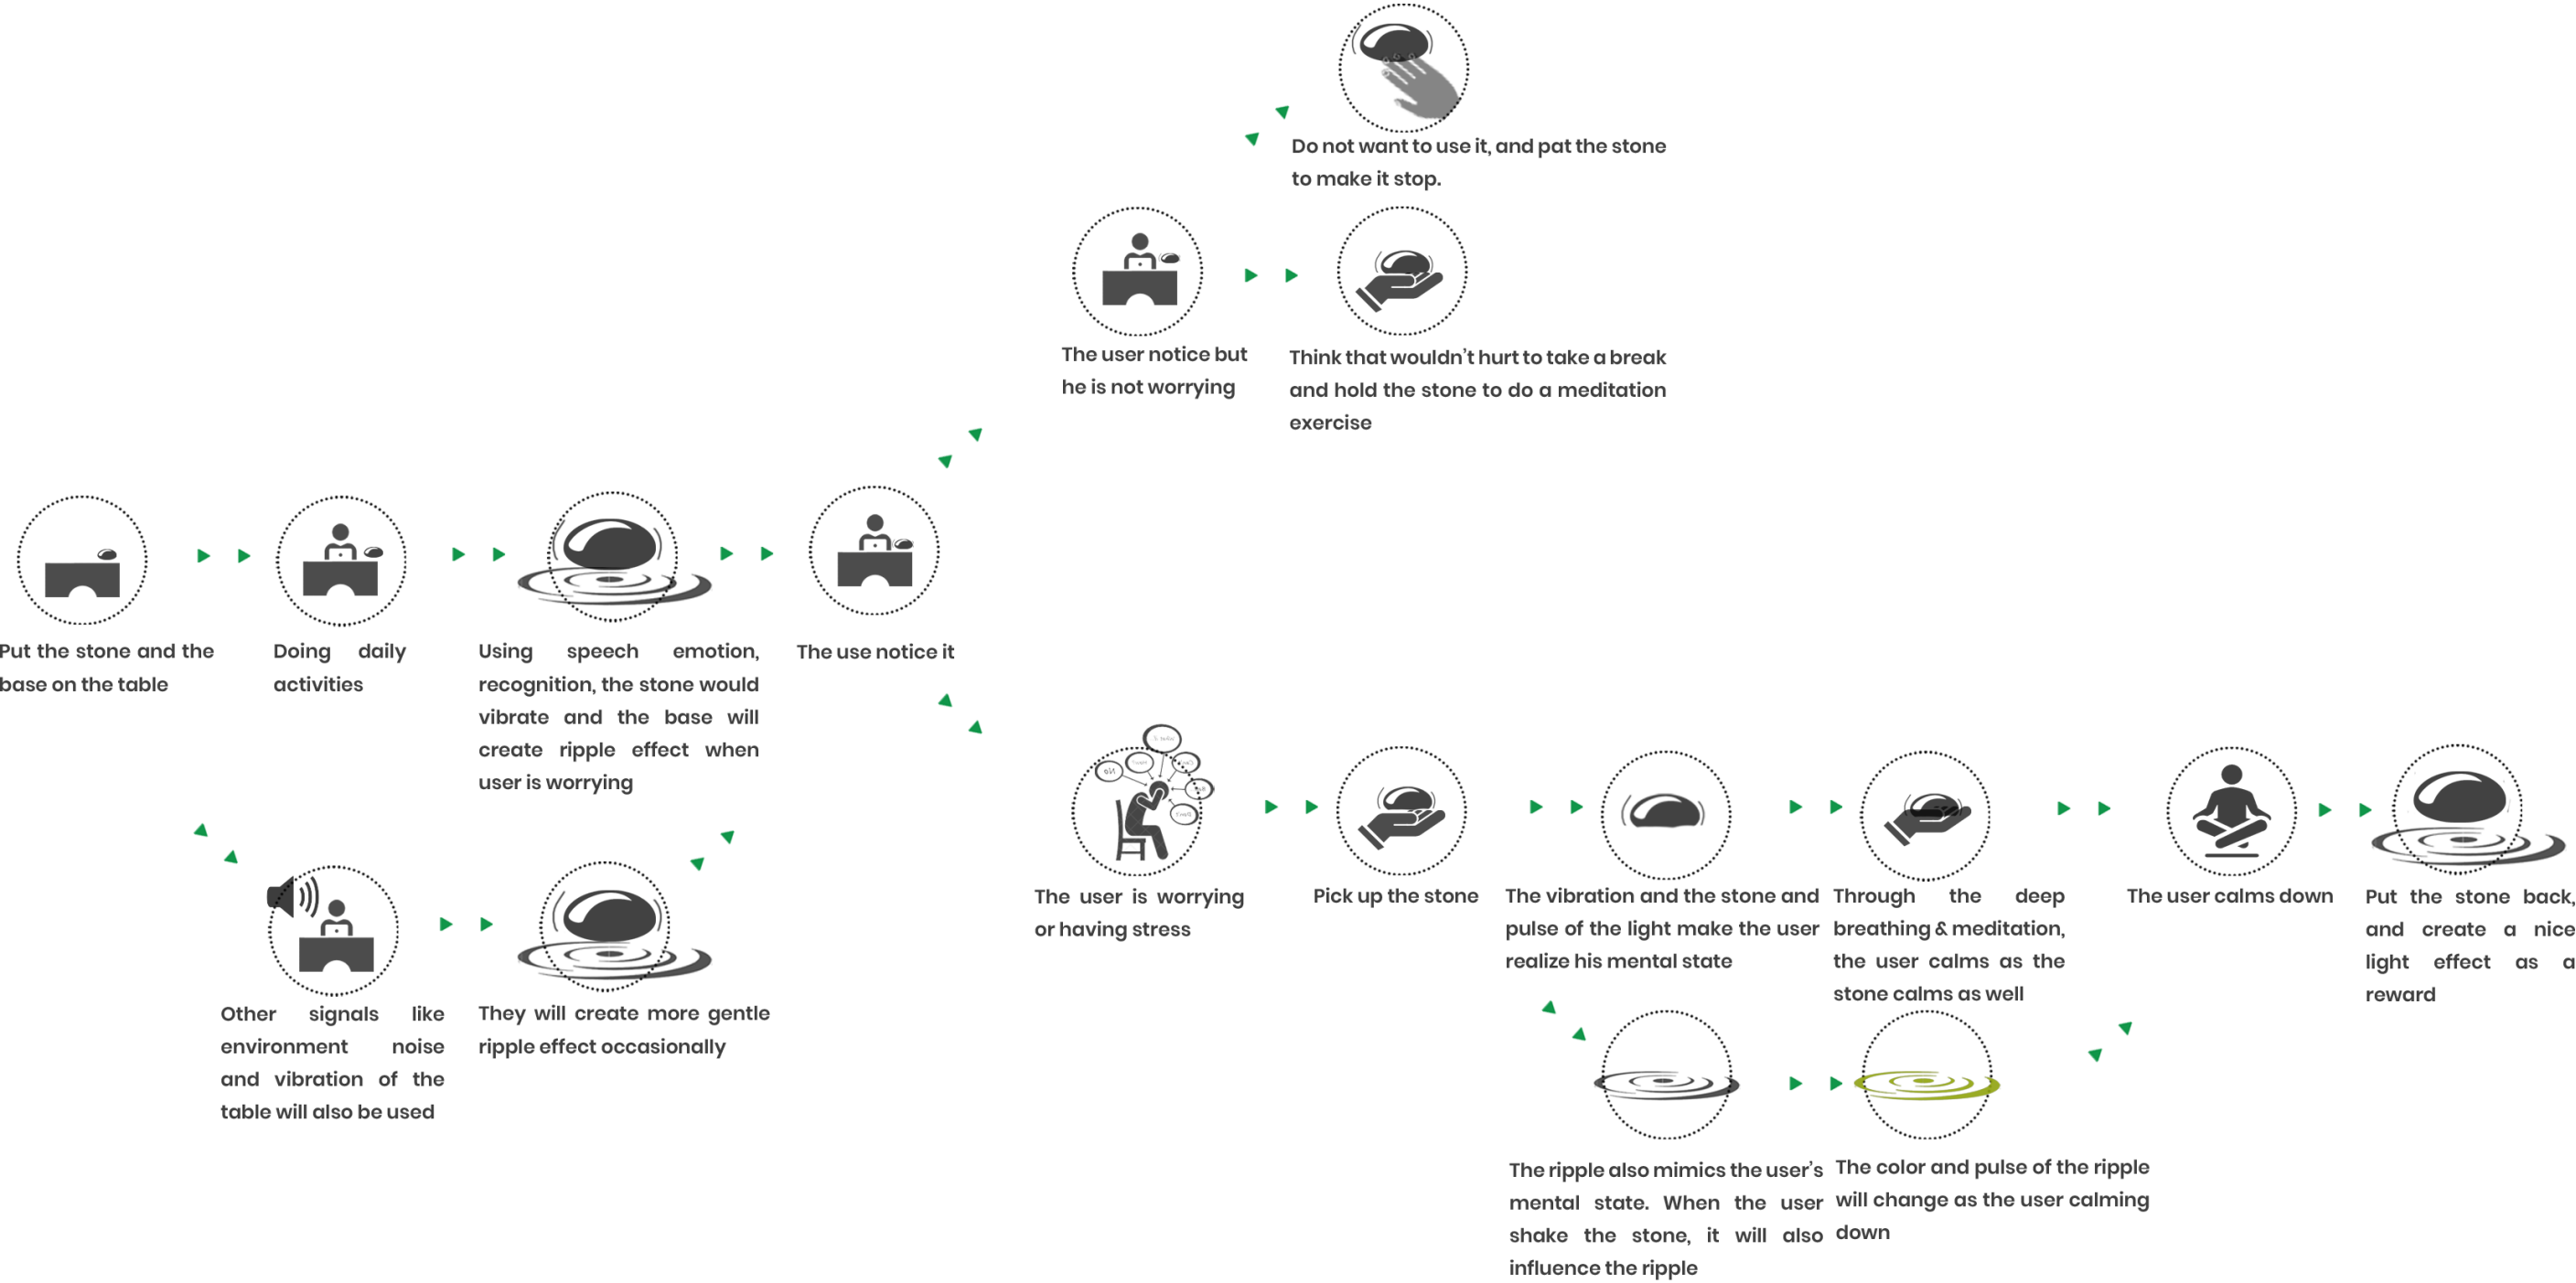 Do not want to use it, and pat the stone
to make it stop.
The user notice but
he is not worrying
Think that wouldn't hurt to take a break
and hold the stone to do a meditation
exercise
Put the stone and the
base on the table
Doing daily
activities
Using speech emotion,
recognition, the stone would
vibrate and the base will
create ripple effect when
user is worrying
The use notice it
Other signals like
environment noise
and vibration of the
table will also be used
They will create more gentle
ripple effect occasionally
The user is worrying
or having stress
Pick up the stone
The vibration and the stone and
pulse of the light make the user
realize his mental state
Through the deep
breathing & meditation,
the user calms as the
stone calms as well
The user calms down
Put the stone back,
and create a nice
light effect as a
reward
The ripple also mimics the user's
mental state. When the user
shake the stone, it will also
influence the ripple
The color and pulse of the ripple
will change as the user calming
down